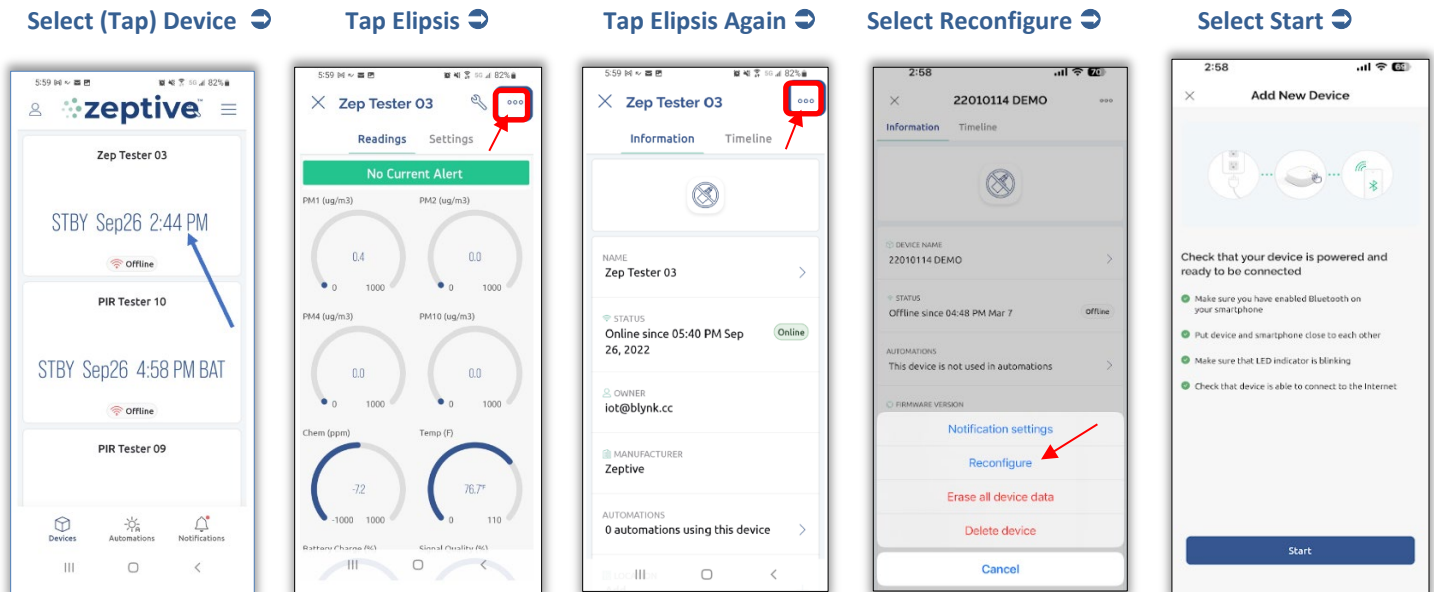 Select (Tap) Device
Tap Elipsis
Tap Elipsis Again
Select Reconfigure
Select Start
5:59
5G 82%
zeptive
Zep Tester 03
STBY Sep26 2:44 PM
Offline
PIR Tester 10
STBY Sep26 4:58 PM BAT
Offline
PIR Tester 09
Devices
Automations
Notifications
5:59
5G 82%
Zep Tester 03
Readings
Settings
No Current Alert
PM1 (ug/m3)
PM2 (ug/m3)
0.4
0.0
0 1000
0 1000
PM4 (ug/m3)
PM10 (ug/m3)
0.0
0.0
0 1000
0 1000
Chem (ppm)
Temp (F)
-7.2
76.7°F
-1000 1000
0 110
Battery Charge (%)
Signal Quality (%)
5:59
5G 82%
Zep Tester 03
Information
Timeline
NAME
Zep Tester 03
STATUS
Online since 05:40 PM Sep
26, 2022
Online
OWNER
iot@blynk.cc
MANUFACTURER
Zeptive
AUTOMATIONS
0 automations using this device
2:58
70
22010114 DEMO
Information
Timeline
DEVICE NAME
22010114 DEMO
STATUS
Offline since 04:48 PM Mar 7
Offline
AUTOMATIONS
This device is not used in automations
FIRMWARE VERSION
Notification settings
Reconfigure
Erase all device data
Delete device
Cancel
2:58
69
Add New Device
Check that your device is powered and
ready to be connected
Make sure you have enabled Bluetooth on
your smartphone
Put device and smartphone close to each other
Make sure that LED indicator is blinking
Check that device is able to connect to the Internet
Start